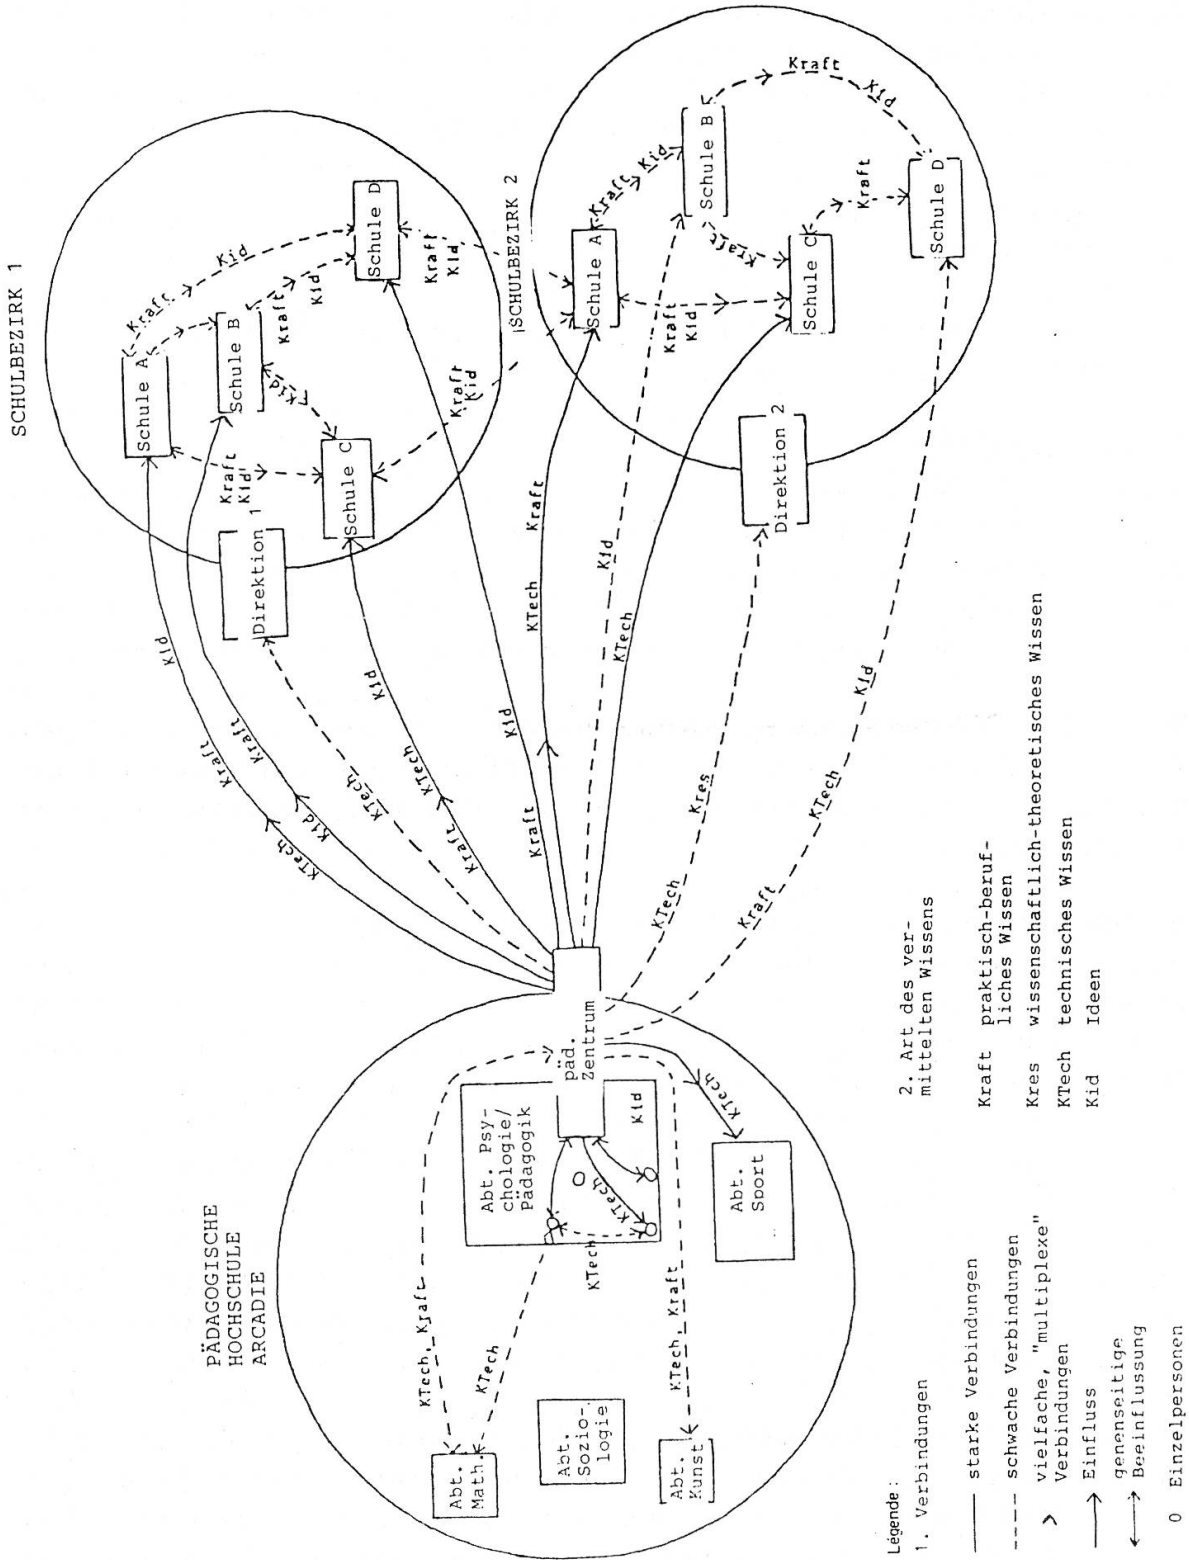 SCHULBEZIRK 1
Schule A
Schule B
Schule C
Schule D
Direktion 1
Kraft
Kid
Kraft
Kid
Kid
Kraft
Kid
Kraft
Kid
Kraft
Kid
SCHULBEZIRK 2
Schule A
Schule B
Schule C
Schule D
Direktion 2
Kraft
Kid
Kraft
Kid
Kraft
Kraft
Kid
Kraft
KTech
Kraft
Kid
Kid
Kraft
KTech
Kraft
KTech
Kid
Kraft
Kid
KTech
Kraft
Kid
KTech
KTech
Kres
Kraft
KTech
Kid
PÄDAGOGISCHE
HOCHSCHULE
ARCADIE
päd.
Zentrum
Abt. Psy-
chologie/
Pädagogik
Kid
KTech
KTech
KTech
KTech, Kraft
KTech
KTech, Kraft
Abt.
Math.
Abt.
Sozio-
logie
Abt.
Kunst
Abt.
Sport
Légende:
1. Verbindungen
starke Verbindungen
schwache Verbindungen
vielfache, "multiplexe"
Verbindungen
Einfluss
genenseitige
Beeinflussung
0 Einzelpersonen
2. Art des ver-
mittelten Wissens
Kraft praktisch-beruf-
liches Wissen
Kres wissenschaftlich-theoretisches Wissen
KTech technisches Wissen
Kid Ideen